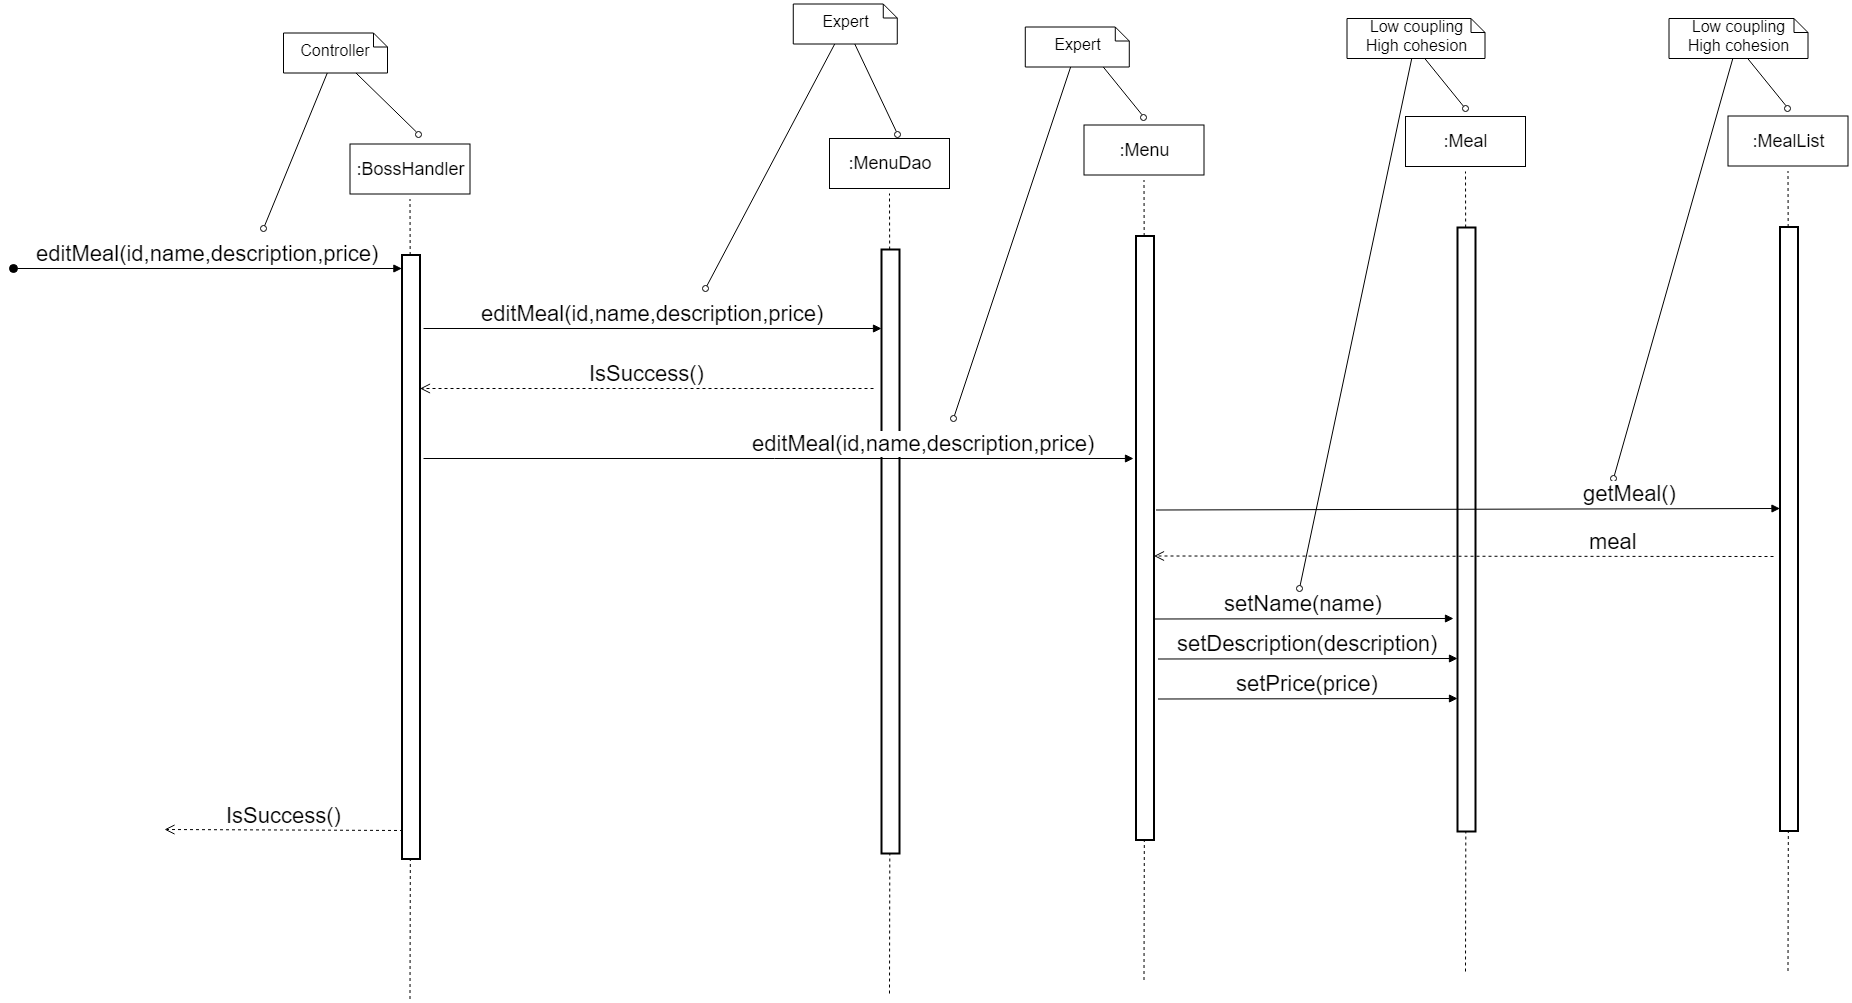 Controller
Expert
Expert
Low coupling
High cohesion
Low coupling
High cohesion
:BossHandler
:MenuDao
:Menu
:Meal
:MealList
editMeal(id,name,description,price)
editMeal(id,name,description,price)
IsSuccess()
editMeal(id,name,description,price)
getMeal()
meal
setName(name)
setDescription(description)
setPrice(price)
IsSuccess()